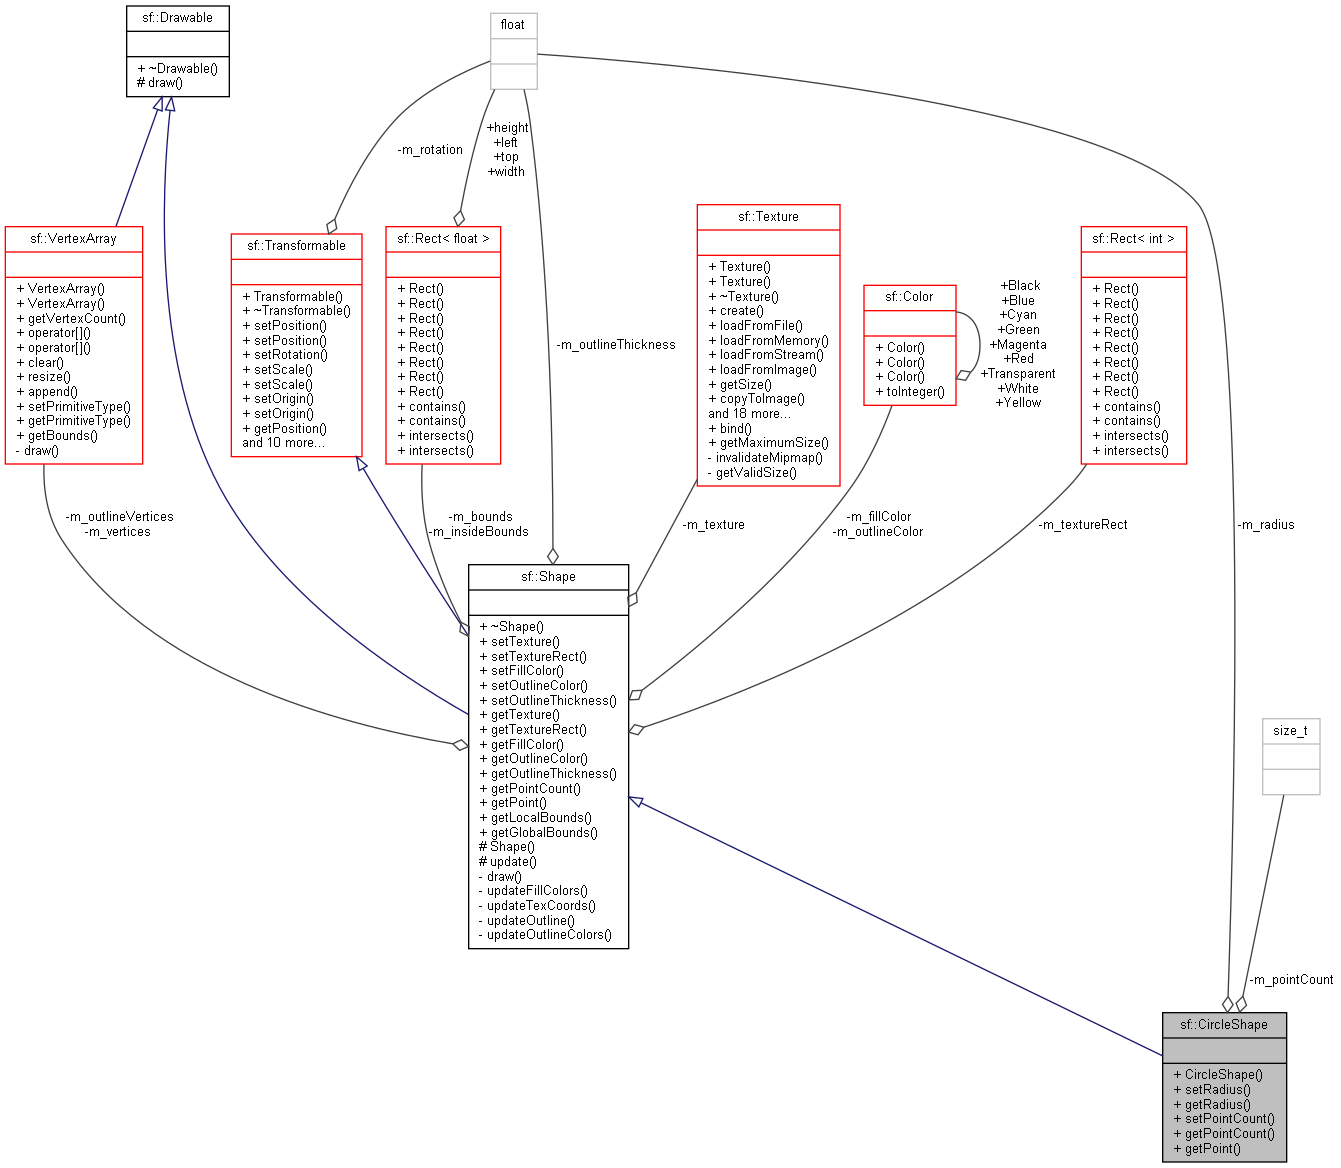 sf::Drawable
+ ~Drawable()
# draw()
float
-m_rotation
+height
+left
+top
+width
sf::VertexArray
+ VertexArray()
+ VertexArray()
+ getVertexCount()
+ operator[]()
+ operator[]()
+ clear()
+ resize()
+ append()
+ setPrimitiveType()
+ getPrimitiveType()
+ getBounds()
- draw()
sf::Transformable
+ Transformable()
+ ~Transformable()
+ setPosition()
+ setPosition()
+ setRotation()
+ setScale()
+ setScale()
+ setOrigin()
+ setOrigin()
+ getPosition()
and 10 more...
sf::Rect< float >
+ Rect()
+ Rect()
+ Rect()
+ Rect()
+ Rect()
+ Rect()
+ Rect()
+ Rect()
+ contains()
+ contains()
+ intersects()
+ intersects()
-m_outlineThickness
sf::Texture
+ Texture()
+ Texture()
+ ~Texture()
+ create()
+ loadFromFile()
+ loadFromMemory()
+ loadFromStream()
+ loadFromImage()
+ getSize()
+ copyToImage()
and 18 more...
+ bind()
+ getMaximumSize()
- invalidateMipmap()
- getValidSize()
sf::Color
+ Color()
+ Color()
+ Color()
+ toInteger()
+Black
+Blue
+Cyan
+Green
+Magenta
+Red
+Transparent
+White
+Yellow
sf::Rect< int >
+ Rect()
+ Rect()
+ Rect()
+ Rect()
+ Rect()
+ Rect()
+ Rect()
+ Rect()
+ contains()
+ contains()
+ intersects()
+ intersects()
-m_outlineVertices
-m_vertices
-m_bounds
-m_insideBounds
-m_texture
-m_fillColor
-m_outlineColor
-m_textureRect
-m_radius
sf::Shape
+ ~Shape()
+ setTexture()
+ setTextureRect()
+ setFillColor()
+ setOutlineColor()
+ setOutlineThickness()
+ getTexture()
+ getTextureRect()
+ getFillColor()
+ getOutlineColor()
+ getOutlineThickness()
+ getPointCount()
+ getPoint()
+ getLocalBounds()
+ getGlobalBounds()
# Shape()
# update()
- draw()
- updateFillColors()
- updateTexCoords()
- updateOutline()
- updateOutlineColors()
size_t
-m_pointCount
sf::CircleShape
+ CircleShape()
+ setRadius()
+ getRadius()
+ setPointCount()
+ getPointCount()
+ getPoint()